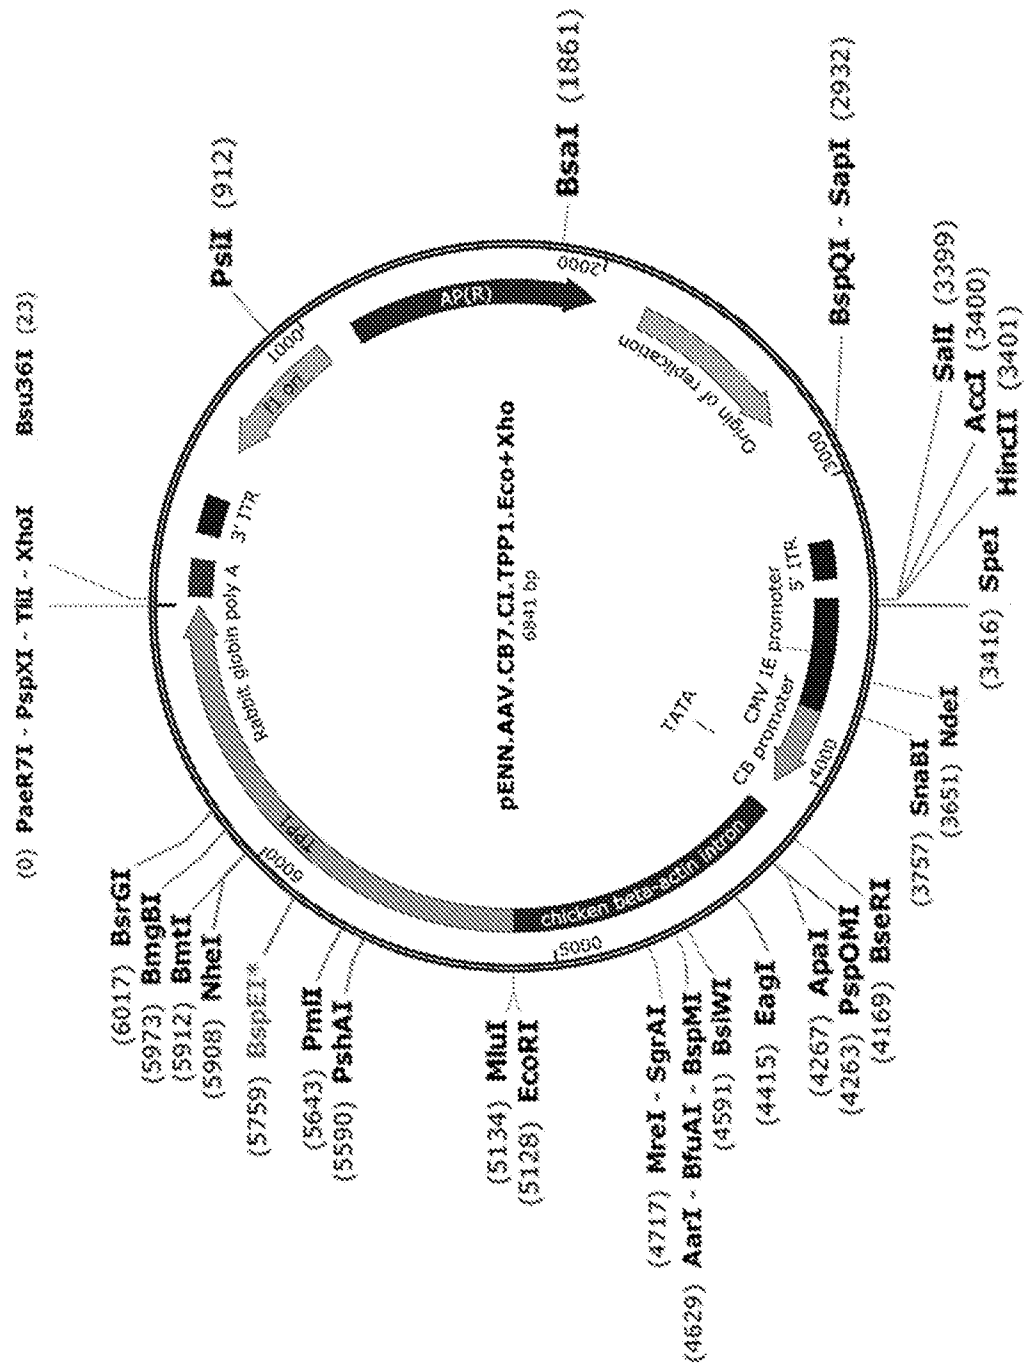 (0) PaeR7I - PspXI - TliI - XhoI
Bsu36I (23)
PsiI (912)
BsaI (1861)
BspQI - SapI (2932)
SalI (3399)
AccI (3400)
HincII (3401)
(3416) SpeI
(3651) NdeI
(3757) SnaBI
(4169) BseRI
(4263) PspOMI
(4267) ApaI
(4415) EagI
(4591) BsiWI
(4629) AarI - BfuAI - BspMI
(4717) MreI - SgrAI
(5128) EcoRI
(5134) MluI
(5590) PshAI
(5643) PmlI
(5759) BspEI*
(5908) NheI
(5912) BmtI
(5973) BmgBI
(6017) BsrGI
1000
2000
3000
4000
5000
6000
f1 ori
AP(R)
Origin of replication
5' ITR
CMV IE promoter
CB promoter
TATA
chicken beta-actin intron
TPP1
Rabbit globin poly A
3' ITR
pENN.AAV.CB7.CI.TPP1.Eco+Xho
6841 bp